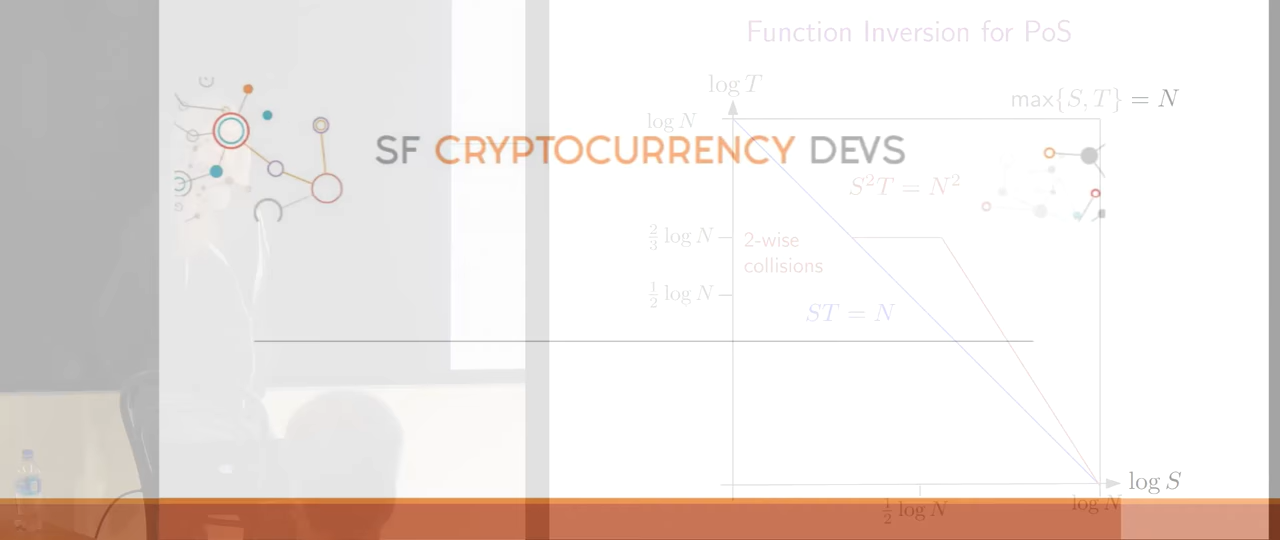 Function Inversion for PoS
log T
max{S, T} = N
log N
SF CRYPTOCURRENCY DEVS
S²T = N²
2/3 log N
2-wise
collisions
1/2 log N
ST = N
log S
1/2 log N
log N